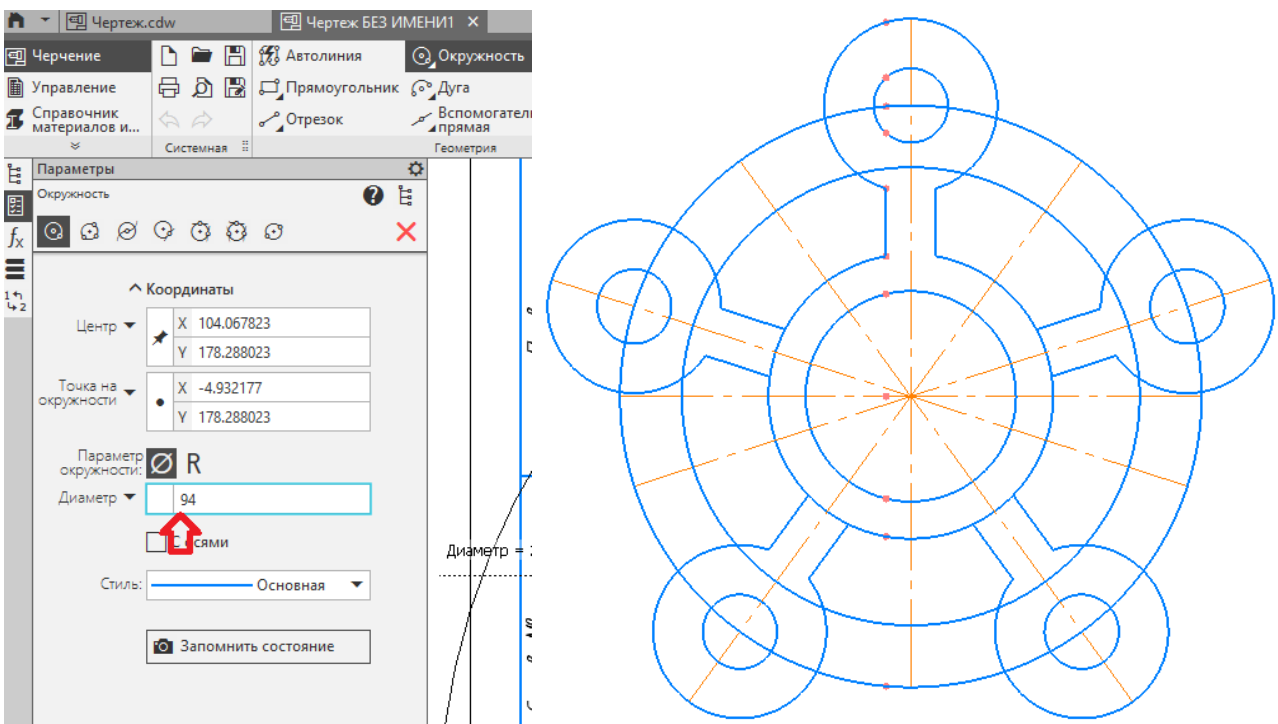 Чертеж.cdw
Чертеж БЕЗ ИМЕНИ1
Черчение
Автолиния
Окружность
Управление
Прямоугольник
Дуга
Справочник
материалов и...
Отрезок
прямая
Системная
Геометрия
Параметры
Окружность
Координаты
Центр
X 104.067823
Y 178.288023
Точка на
окружности
X -4.932177
Y 178.288023
Параметр
окружности:
R
Диаметр
94
Стиль:
Основная
Запомнить состояние
Диаметр =